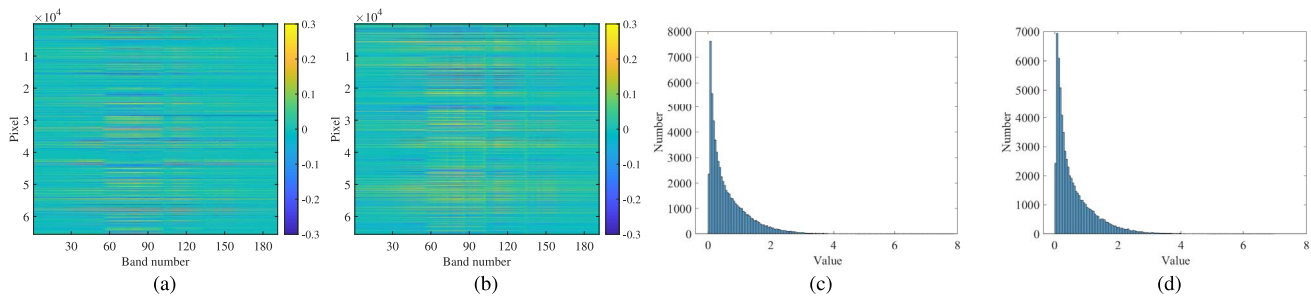 ×10⁴
1
2
3
4
5
6
Pixel
30 60 90 120 150 180
Band number
0.3
0.2
0.1
0
-0.1
-0.2
-0.3
(a)
×10⁴
1
2
3
4
5
6
Pixel
30 60 90 120 150 180
Band number
0.3
0.2
0.1
0
-0.1
-0.2
-0.3
(b)
8000
7000
6000
5000
4000
3000
2000
1000
0
Number
0 2 4 6 8
Value
(c)
7000
6000
5000
4000
3000
2000
1000
0
Number
0 2 4 6 8
Value
(d)